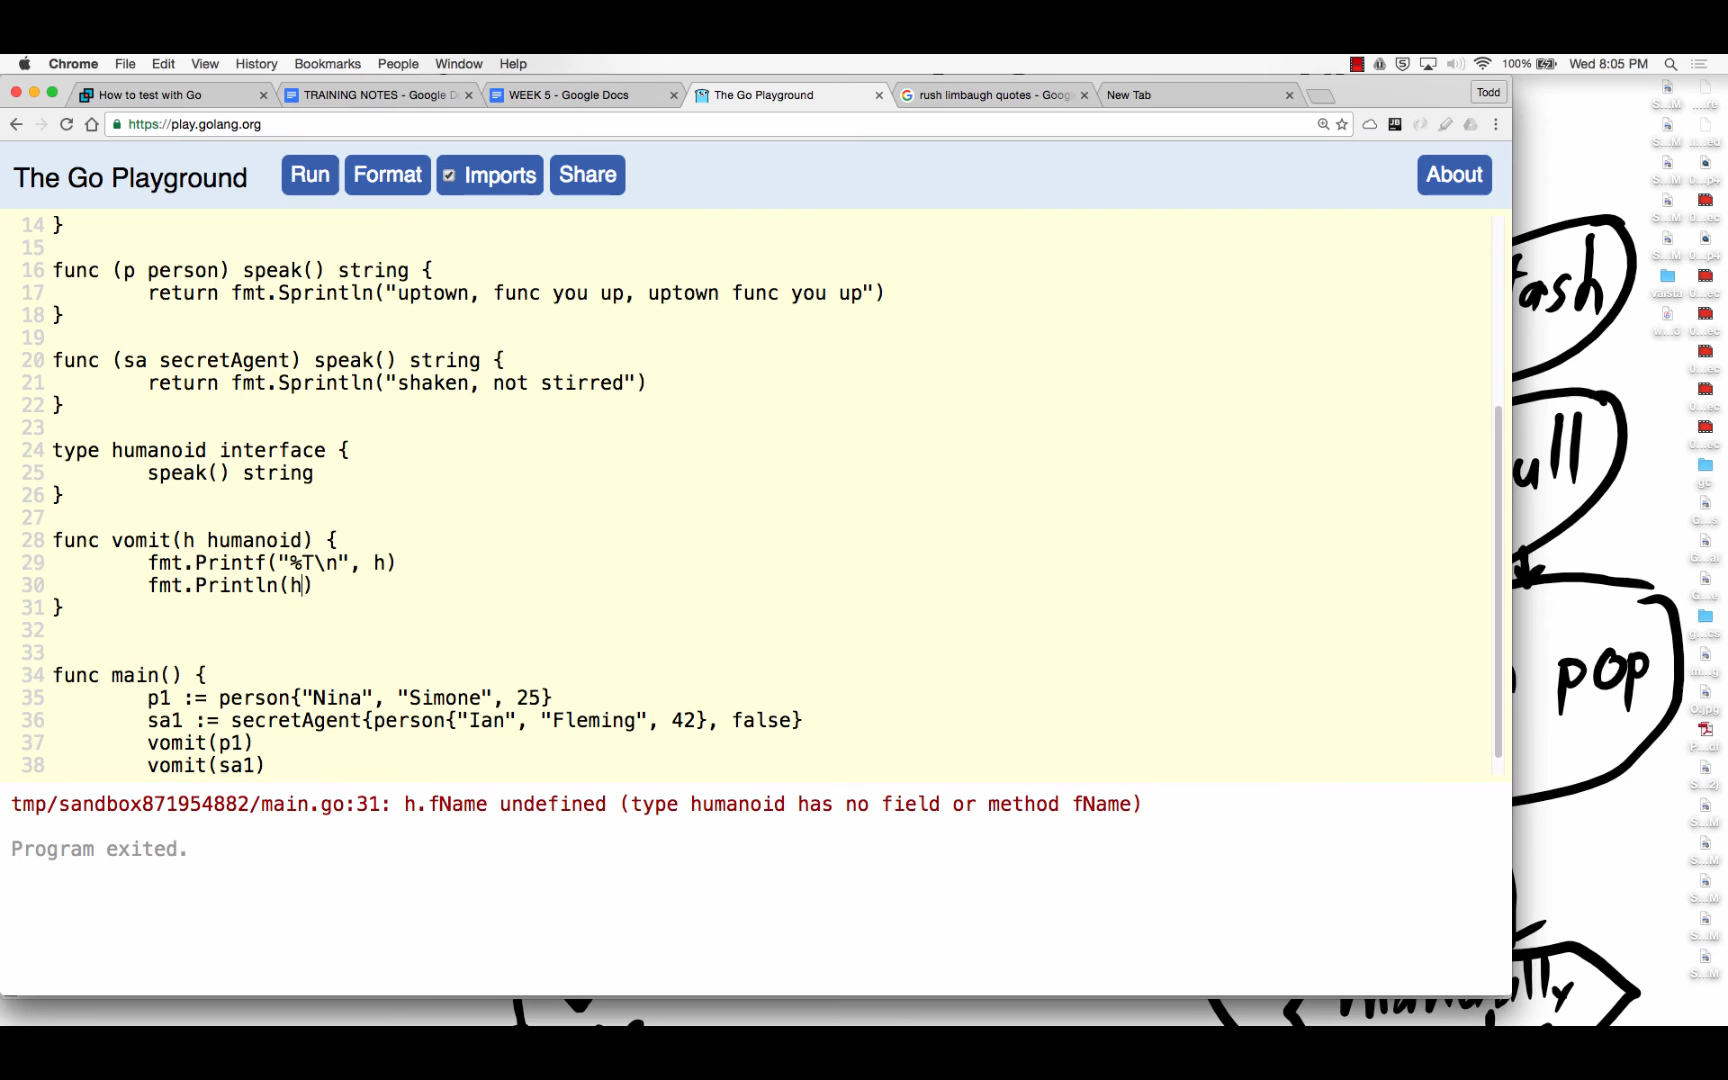 Chrome File Edit View History Bookmarks People Window Help 100% Wed 8:05 PM
How to test with Go TRAINING NOTES - Google D WEEK 5 - Google Docs The Go Playground rush limbaugh quotes - Goog New Tab Todd
https://play.golang.org
The Go Playground Run Format Imports Share About
14 }
15
16 func (p person) speak() string {
17 return fmt.Sprintln("uptown, func you up, uptown func you up")
18 }
19
20 func (sa secretAgent) speak() string {
21 return fmt.Sprintln("shaken, not stirred")
22 }
23
24 type humanoid interface {
25 speak() string
26 }
27
28 func vomit(h humanoid) {
29 fmt.Printf("%T\n", h)
30 fmt.Println(h)
31 }
32
33
34 func main() {
35 p1 := person{"Nina", "Simone", 25}
36 sa1 := secretAgent{person{"Ian", "Fleming", 42}, false}
37 vomit(p1)
38 vomit(sa1)
tmp/sandbox871954882/main.go:31: h.fName undefined (type humanoid has no field or method fName)
Program exited.
pop